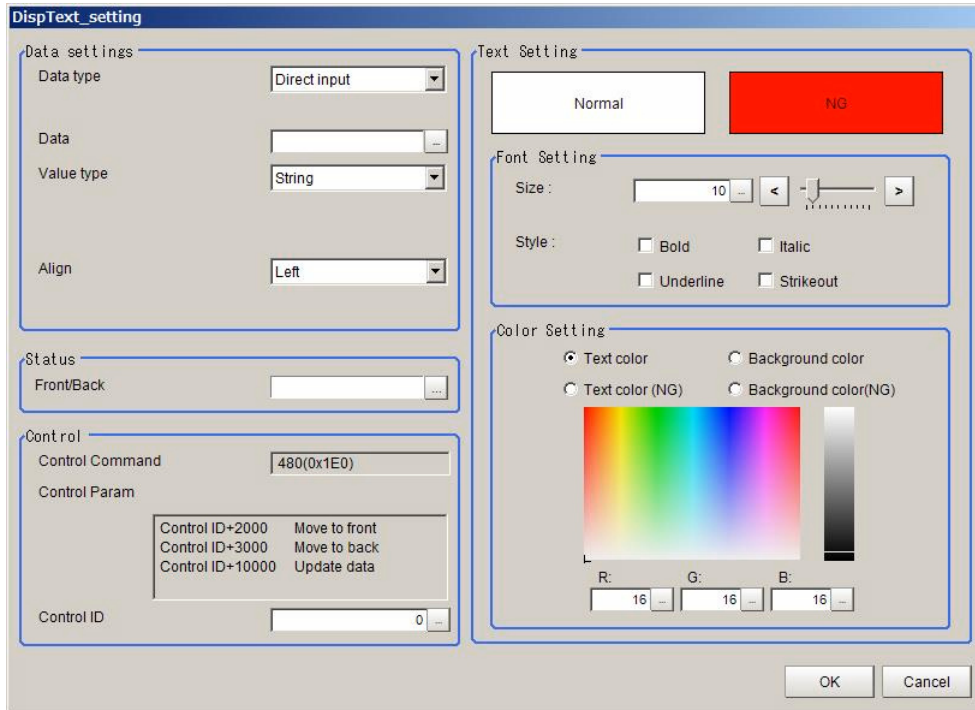 DispText_setting
Data settings
Data type
Direct input
Data
...
Value type
String
Align
Left
Status
Front/Back
...
Control
Control Command
480(0x1E0)
Control Param
Control ID+2000 Move to front
Control ID+3000 Move to back
Control ID+10000 Update data
Control ID
0 ...
Text Setting
Normal
NG
Font Setting
Size :
10 ... < >
Style :
Bold
Italic
Underline
Strikeout
Color Setting
Text color
Background color
Text color (NG)
Background color(NG)
R: G: B:
16 ... 16 ... 16 ...
OK
Cancel